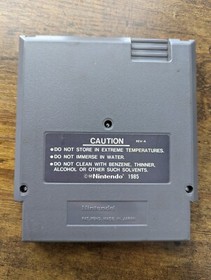 CAUTION
REV-A
●DO NOT STORE IN EXTREME TEMPERATURES.
●DO NOT IMMERSE IN WATER.
●DO NOT CLEAN WITH BENZENE, THINNER,
ALCOHOL OR OTHER SUCH SOLVENTS.
©®Nintendo® 1985